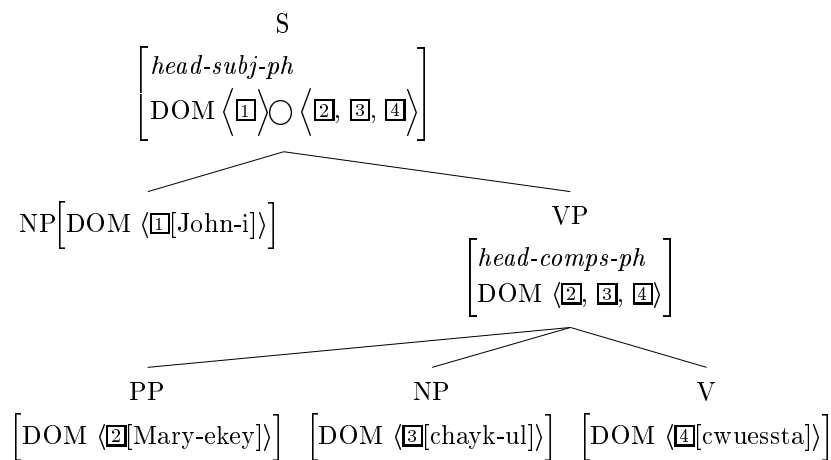 S
head-subj-ph
DOM ⟨1⟩○⟨2, 3, 4⟩
NP[DOM ⟨1[John-i]⟩]
VP
head-comps-ph
DOM ⟨2, 3, 4⟩
PP NP V
[DOM ⟨2[Mary-ekey]⟩] [DOM ⟨3[chayk-ul]⟩] [DOM ⟨4[cwuessta]⟩]